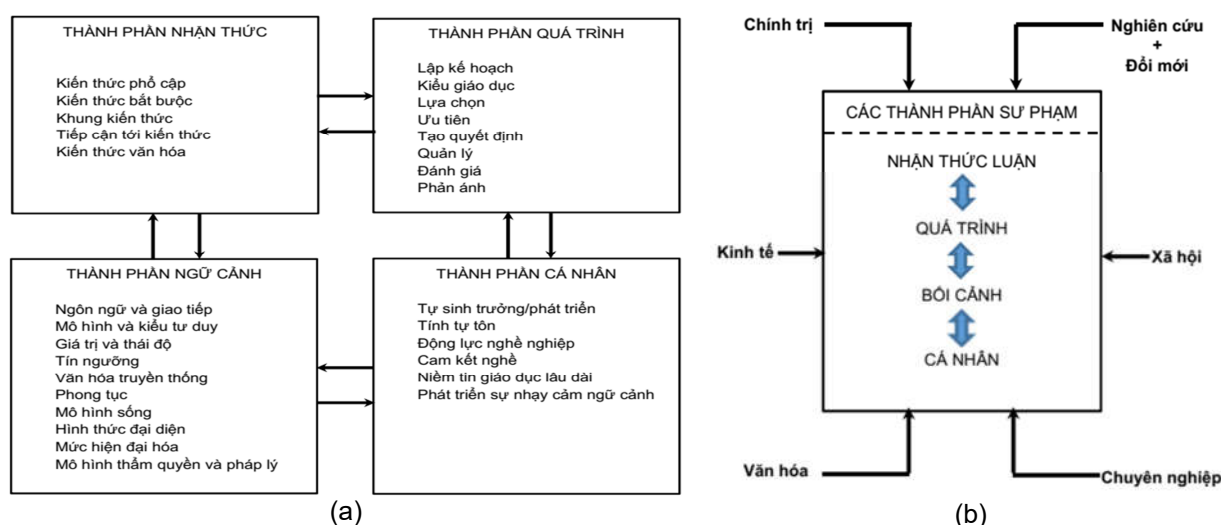 THÀNH PHẦN NHẬN THỨC
Kiến thức phổ cập
Kiến thức bắt buộc
Khung kiến thức
Tiếp cận tới kiến thức
Kiến thức văn hóa
THÀNH PHẦN QUÁ TRÌNH
Lập kế hoạch
Kiểu giáo dục
Lựa chọn
Ưu tiên
Tạo quyết định
Quản lý
Đánh giá
Phản ánh
THÀNH PHẦN NGỮ CẢNH
Ngôn ngữ và giao tiếp
Mô hình và kiểu tư duy
Giá trị và thái độ
Tín ngưỡng
Văn hóa truyền thống
Phong tục
Mô hình sống
Hình thức đại diện
Mức hiện đại hóa
Mô hình thẩm quyền và pháp lý
THÀNH PHẦN CÁ NHÂN
Tự sinh trưởng/phát triển
Tính tự tôn
Động lực nghề nghiệp
Cam kết nghề
Niềm tin giáo dục lâu dài
Phát triển sự nhạy cảm ngữ cảnh
(a)
Chính trị
Nghiên cứu
+
Đổi mới
CÁC THÀNH PHẦN SƯ PHẠM
NHẬN THỨC LUẬN
QUÁ TRÌNH
BỐI CẢNH
CÁ NHÂN
Kinh tế
Xã hội
Văn hóa
Chuyên nghiệp
(b)